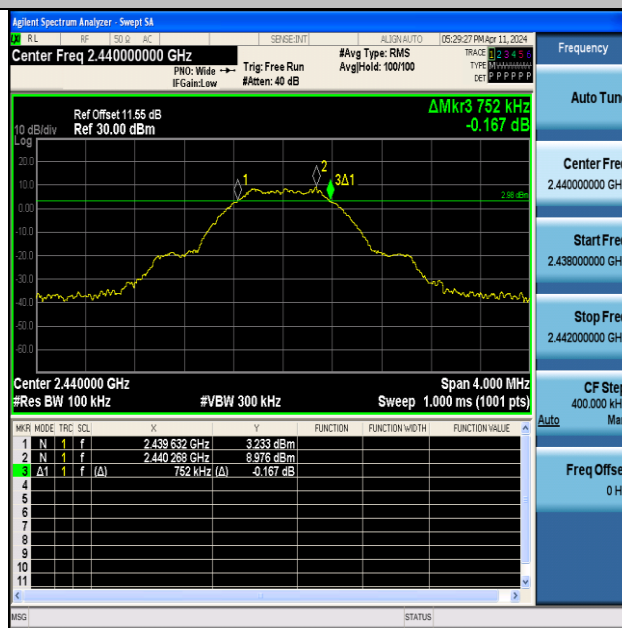 Agilent Spectrum Analyzer - Swept SA
RL RF 50 Ω AC SENSE:INT ALIGN AUTO 05:29:27 PM Apr 11, 2024
Center Freq 2.440000000 GHz
PNO: Wide
IFGain:Low
Trig: Free Run
#Atten: 40 dB
#Avg Type: RMS
Avg|Hold: 100/100
TRACE 1 2 3 4 5 6
TYPE M
DET P P P P P P
Frequency
Auto Tun
Center Fre
2.440000000 GH
Start Fre
2.438000000 GH
Stop Fre
2.442000000 GH
CF Step
400.000 kH
Auto Ma
Freq Offse
0 H
ΔMkr3 752 kHz
-0.167 dB
Ref Offset 11.55 dB
10 dB/div Ref 30.00 dBm
Log
20.0
10.0
0.00
-10.0
-20.0
-30.0
-40.0
-50.0
-60.0
1
2
3Δ1
2.98 dBm
Center 2.440000 GHz Span 4.000 MHz
#Res BW 100 kHz #VBW 300 kHz Sweep 1.000 ms (1001 pts)
MKR MODE TRC SCL X Y FUNCTION FUNCTION WIDTH FUNCTION VALUE
1 N 1 f 2.439 632 GHz 3.233 dBm
2 N 1 f 2.440 268 GHz 8.976 dBm
3 Δ1 1 f (Δ) 752 kHz (Δ) -0.167 dB
4
5
6
7
8
9
10
11
MSG STATUS